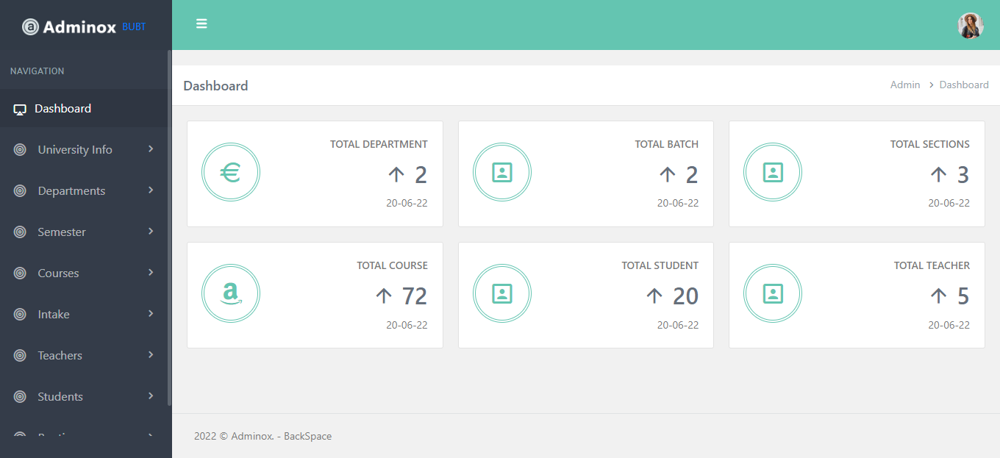 Adminox BUBT
NAVIGATION
Dashboard
University Info
Departments
Semester
Courses
Intake
Teachers
Students
Dashboard
Admin > Dashboard
TOTAL DEPARTMENT
2
20-06-22
TOTAL BATCH
2
20-06-22
TOTAL SECTIONS
3
20-06-22
TOTAL COURSE
72
20-06-22
TOTAL STUDENT
20
20-06-22
TOTAL TEACHER
5
20-06-22
2022 © Adminox. - BackSpace